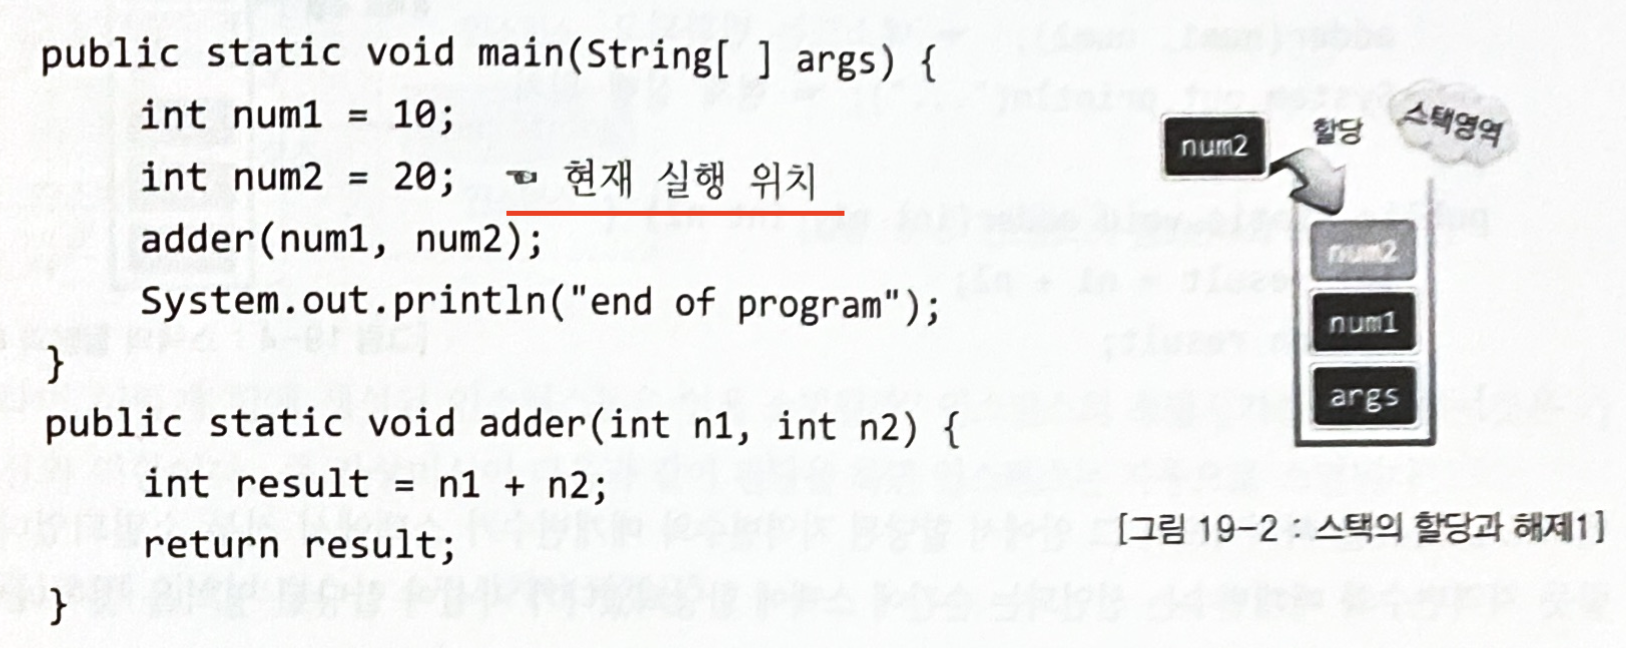 public static void main(String[ ] args) {
int num1 = 10;
int num2 = 20; ☜ 현재 실행 위치
adder(num1, num2);
System.out.println("end of program");
}
public static void adder(int n1, int n2) {
int result = n1 + n2;
return result;
}
num2
할당
스택영역
num2
num1
args
[그림 19-2 : 스택의 할당과 해제1]